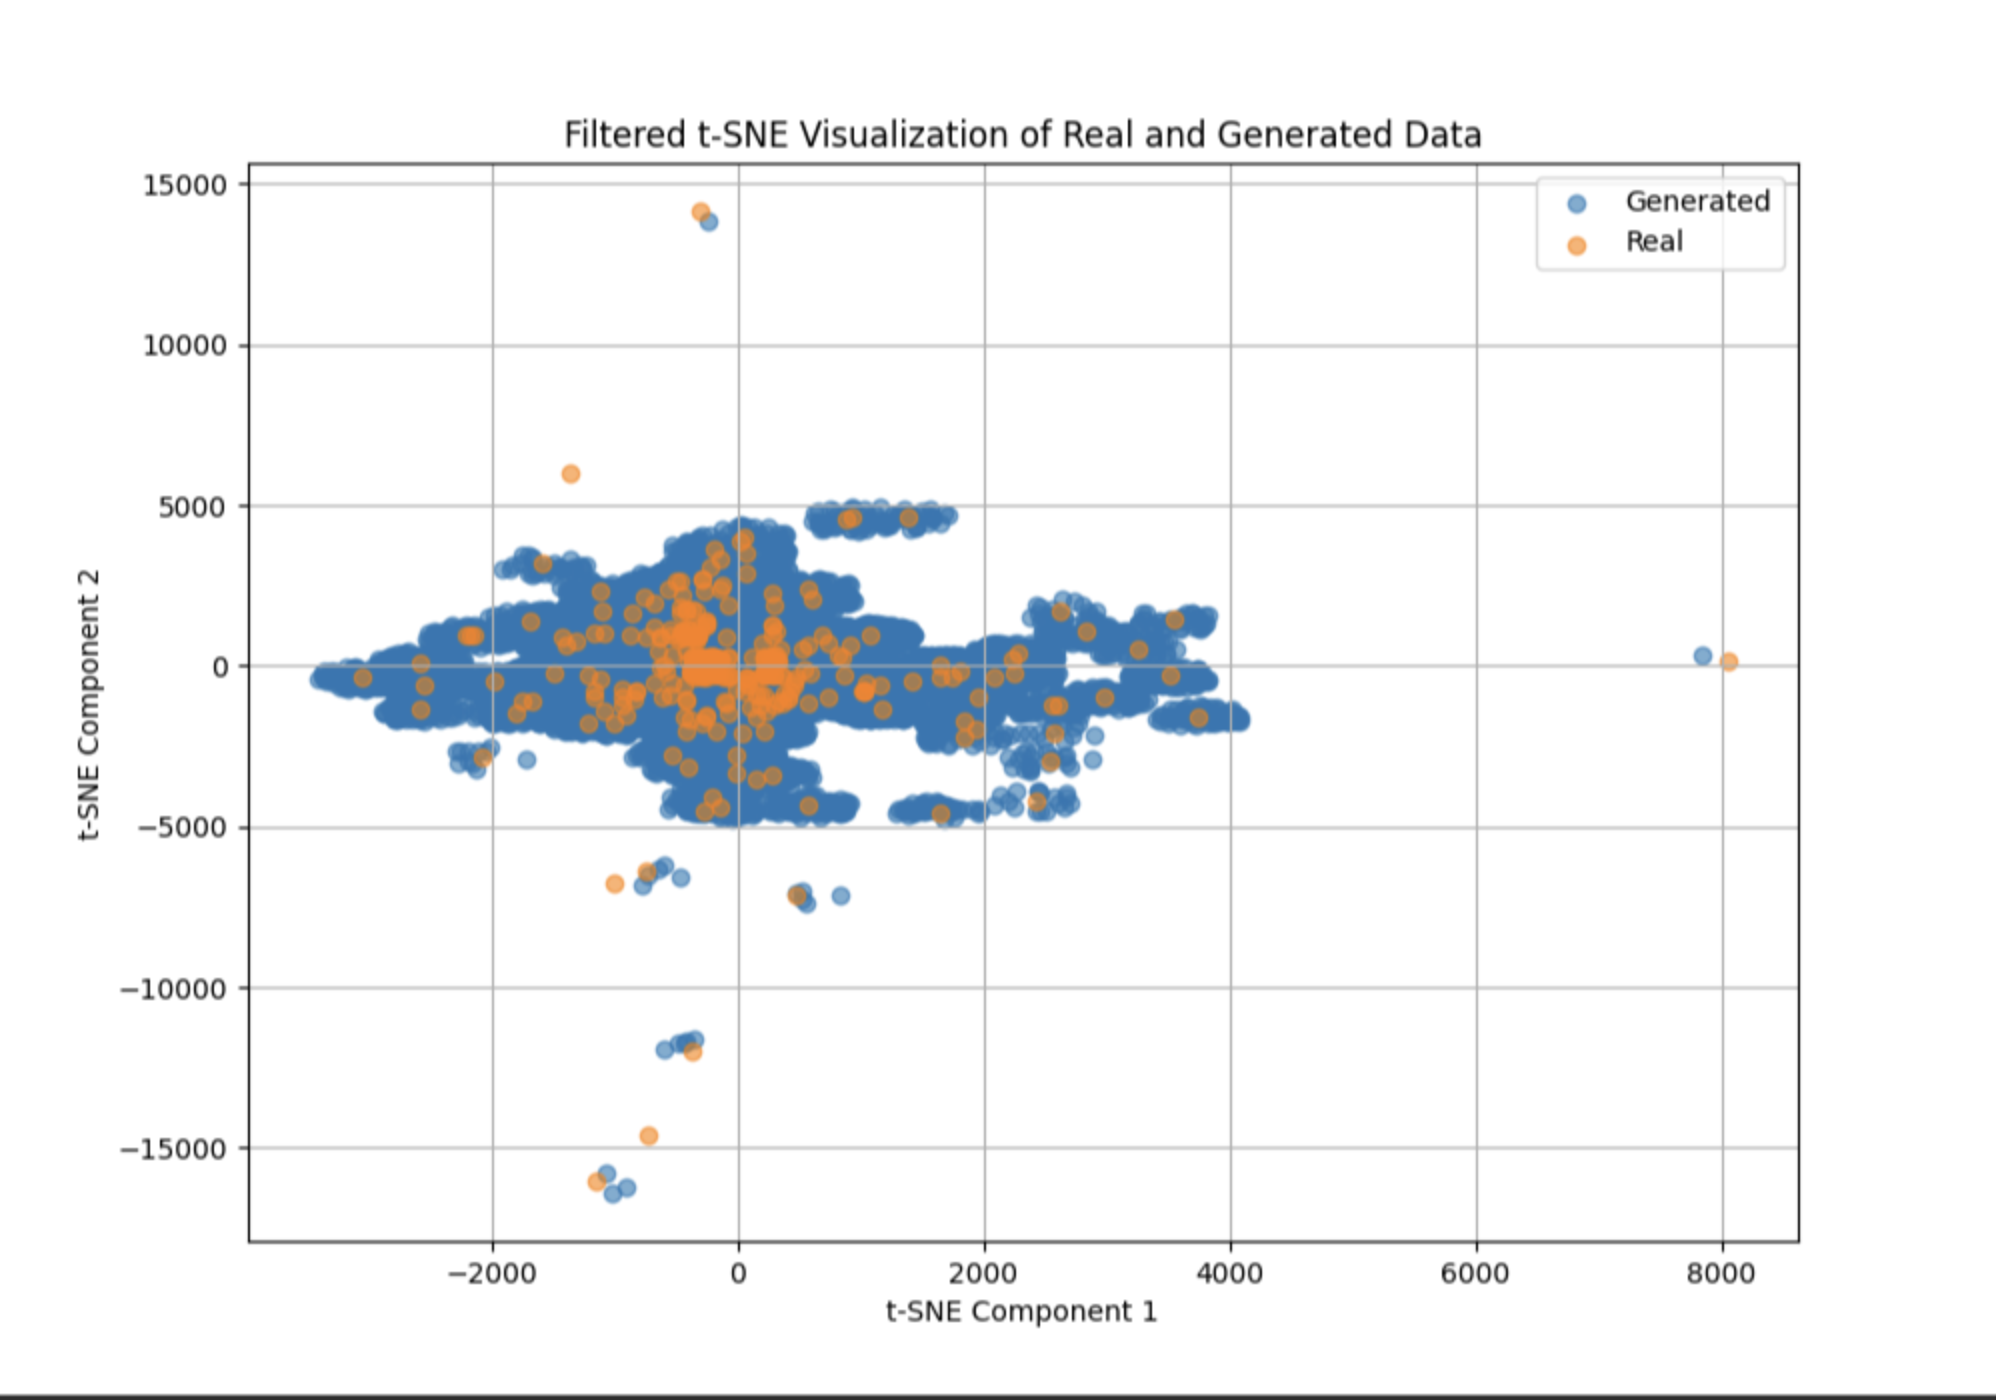 Filtered t-SNE Visualization of Real and Generated Data
Generated
Real
15000
10000
5000
0
−5000
−10000
−15000
t-SNE Component 2
−2000
0
2000
4000
6000
8000
t-SNE Component 1